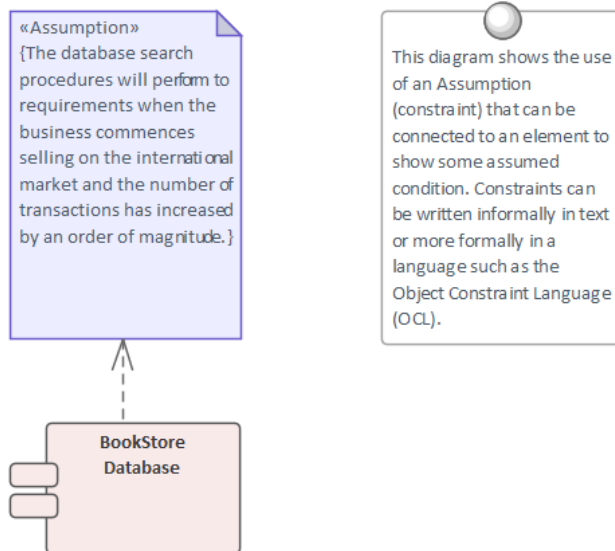 «Assumption»
{The database search
procedures will perform to
requirements when the
business commences
selling on the international
market and the number of
transactions has increased
by an order of magnitude.}
This diagram shows the use
of an Assumption
(constraint) that can be
connected to an element to
show some assumed
condition. Constraints can
be written informally in text
or more formally in a
language such as the
Object Constraint Language
(OCL).
BookStore
Database